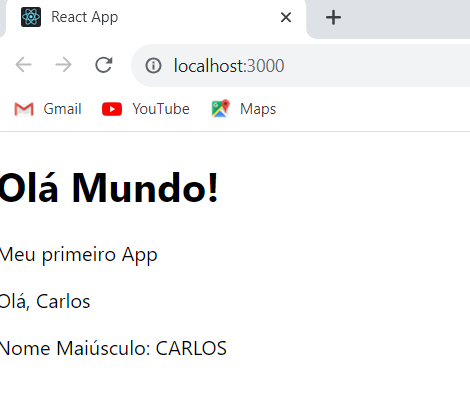 React App
localhost:3000
Gmail YouTube Maps
Olá Mundo!
Meu primeiro App
Olá, Carlos
Nome Maiúsculo: CARLOS